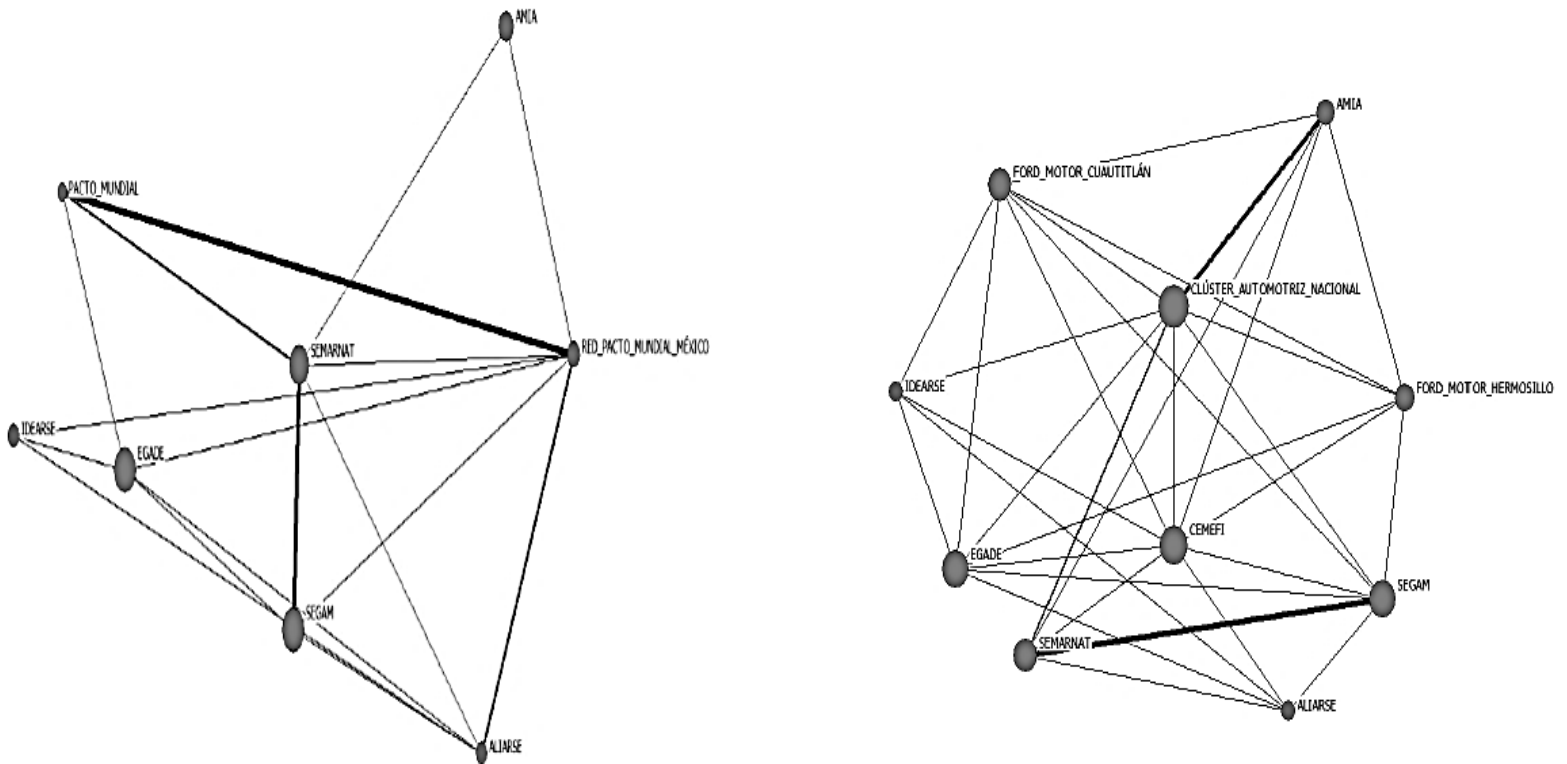 AMIA
PACTO_MUNDIAL
SEMARNAT
RED_PACTO_MUNDIAL_MÉXICO
IDEARSE
EGADE
SEGAM
ALIARSE
AMIA
FORD_MOTOR_CUAUTITLÁN
CLÚSTER_AUTOMOTRIZ_NACIONAL
IDEARSE
FORD_MOTOR_HERMOSILLO
CEMEFI
EGADE
SEGAM
SEMARNAT
ALIARSE